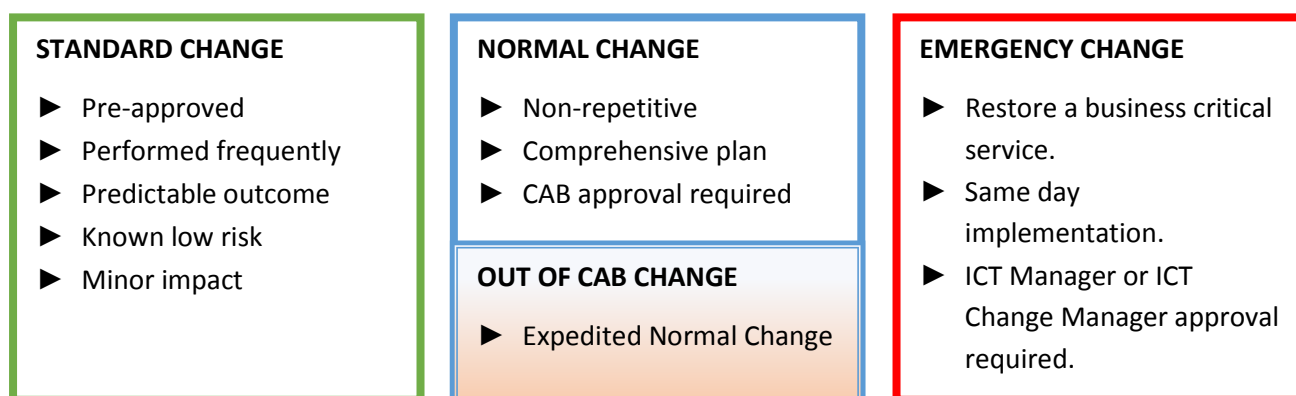 STANDARD CHANGE
► Pre-approved
► Performed frequently
► Predictable outcome
► Known low risk
► Minor impact
NORMAL CHANGE
► Non-repetitive
► Comprehensive plan
► CAB approval required
OUT OF CAB CHANGE
► Expedited Normal Change
EMERGENCY CHANGE
► Restore a business critical
service.
► Same day
implementation.
► ICT Manager or ICT
Change Manager approval
required.